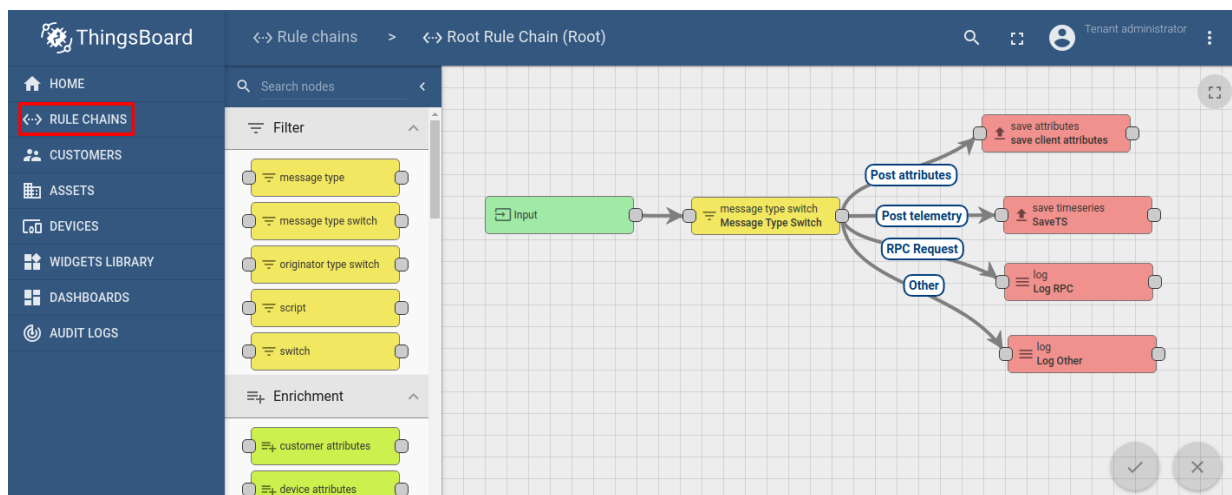 ThingsBoard
Rule chains > Root Rule Chain (Root)
Tenant administrator
HOME
RULE CHAINS
CUSTOMERS
ASSETS
DEVICES
WIDGETS LIBRARY
DASHBOARDS
AUDIT LOGS
Search nodes
Filter
message type
message type switch
originator type switch
script
switch
Enrichment
customer attributes
device attributes
Input
message type switch
Message Type Switch
Post attributes
Post telemetry
RPC Request
Other
save attributes
save client attributes
save timeseries
SaveTS
log
Log RPC
log
Log Other